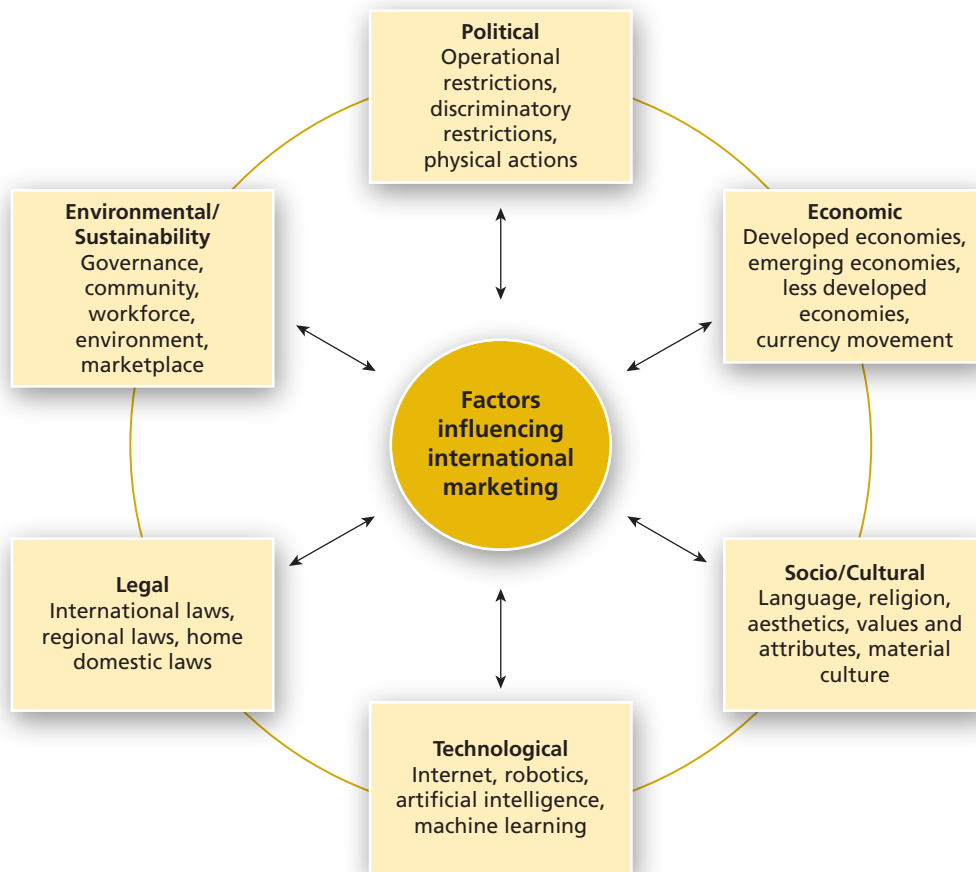 Political
Operational
restrictions,
discriminatory
restrictions,
physical actions
Environmental/
Sustainability
Governance,
community,
workforce,
environment,
marketplace
Economic
Developed economies,
emerging economies,
less developed
economies,
currency movement
Factors
influencing
international
marketing
Legal
International laws,
regional laws, home
domestic laws
Socio/Cultural
Language, religion,
aesthetics, values and
attributes, material
culture
Technological
Internet, robotics,
artificial intelligence,
machine learning